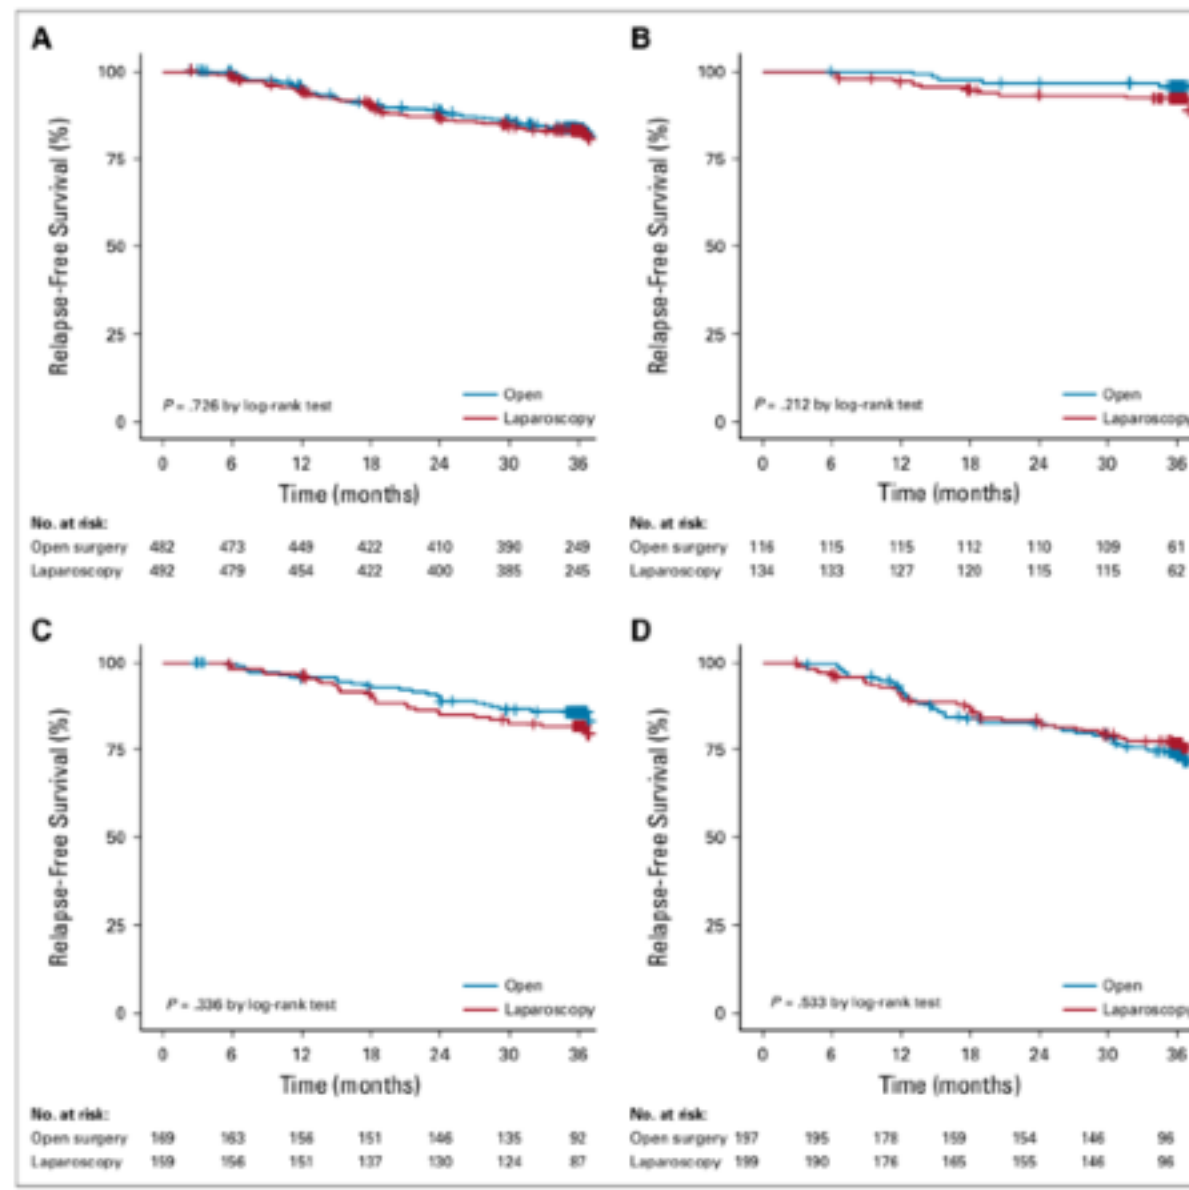 A
Relapse-Free Survival (%)
100
75
50
25
0
P = .726 by log-rank test
Open
Laparoscopy
0 6 12 18 24 30 36
Time (months)
No. at risk:
Open surgery 482 473 449 422 410 390 249
Laparoscopy 492 479 454 422 400 385 245
B
Relapse-Free Survival (%)
100
75
50
25
0
P = .212 by log-rank test
Open
Laparoscopy
0 6 12 18 24 30 36
Time (months)
No. at risk:
Open surgery 116 115 115 112 110 109 61
Laparoscopy 134 133 127 120 115 115 62
C
Relapse-Free Survival (%)
100
75
50
25
0
P = .336 by log-rank test
Open
Laparoscopy
0 6 12 18 24 30 36
Time (months)
No. at risk:
Open surgery 169 163 156 151 146 135 92
Laparoscopy 159 156 151 137 130 124 87
D
Relapse-Free Survival (%)
100
75
50
25
0
P = .533 by log-rank test
Open
Laparoscopy
0 6 12 18 24 30 36
Time (months)
No. at risk:
Open surgery 197 195 178 159 154 146 96
Laparoscopy 199 190 176 165 155 146 96